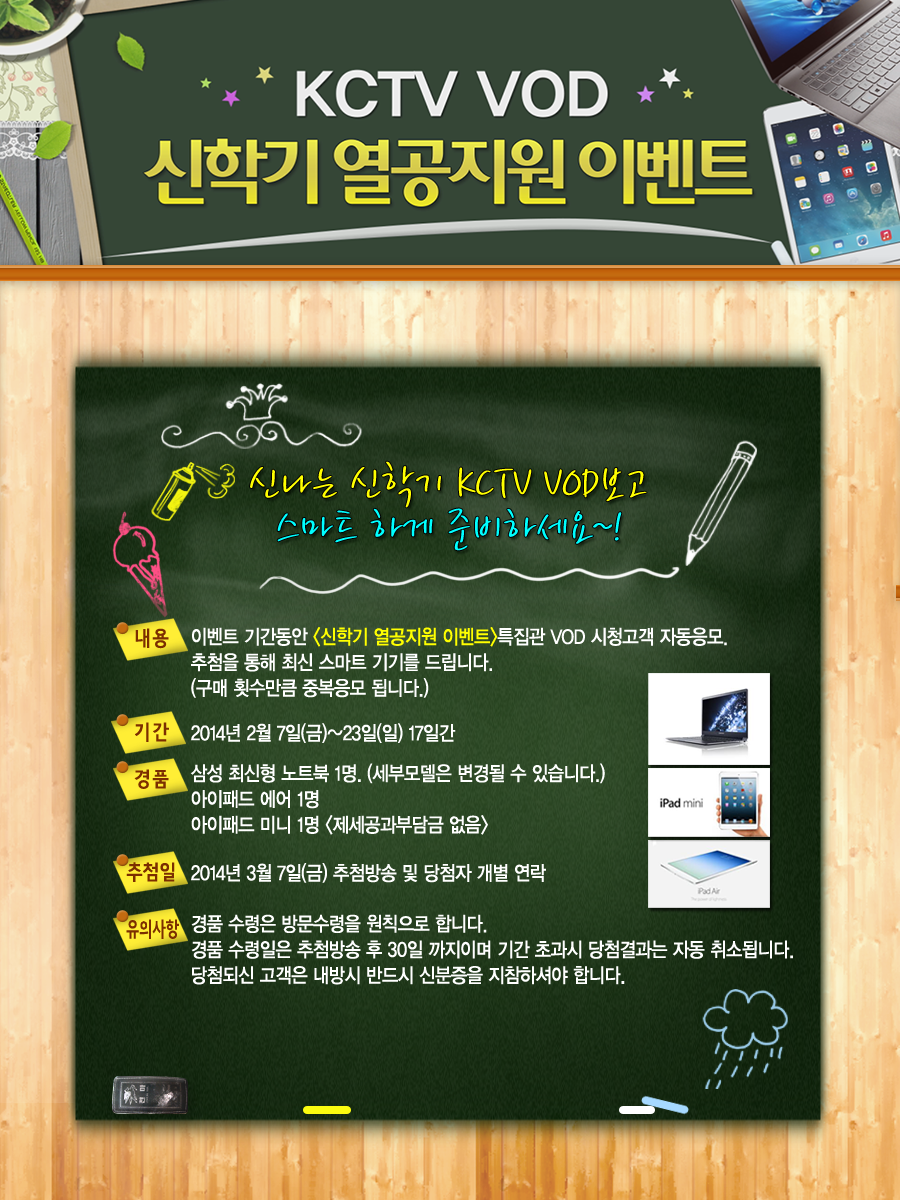 KCTV VOD
신학기 열공지원 이벤트
신나는 신학기 KCTV VOD보고
스마트 하게 준비하세요~!
내용
이벤트 기간동안 <신학기 열공지원 이벤트>특집관 VOD 시청고객 자동응모.
추첨을 통해 최신 스마트 기기를 드립니다.
(구매 횟수만큼 중복응모 됩니다.)
기간
2014년 2월 7일(금)~23일(일) 17일간
경품
삼성 최신형 노트북 1명. (세부모델은 변경될 수 있습니다.)
아이패드 에어 1명
아이패드 미니 1명 <제세공과부담금 없음>
iPad mini
iPad Air
추첨일
2014년 3월 7일(금) 추첨방송 및 당첨자 개별 연락
유의사항
경품 수령은 방문수령을 원칙으로 합니다.
경품 수령일은 추첨방송 후 30일 까지이며 기간 초과시 당첨결과는 자동 취소됩니다.
당첨되신 고객은 내방시 반드시 신분증을 지침하셔야 합니다.